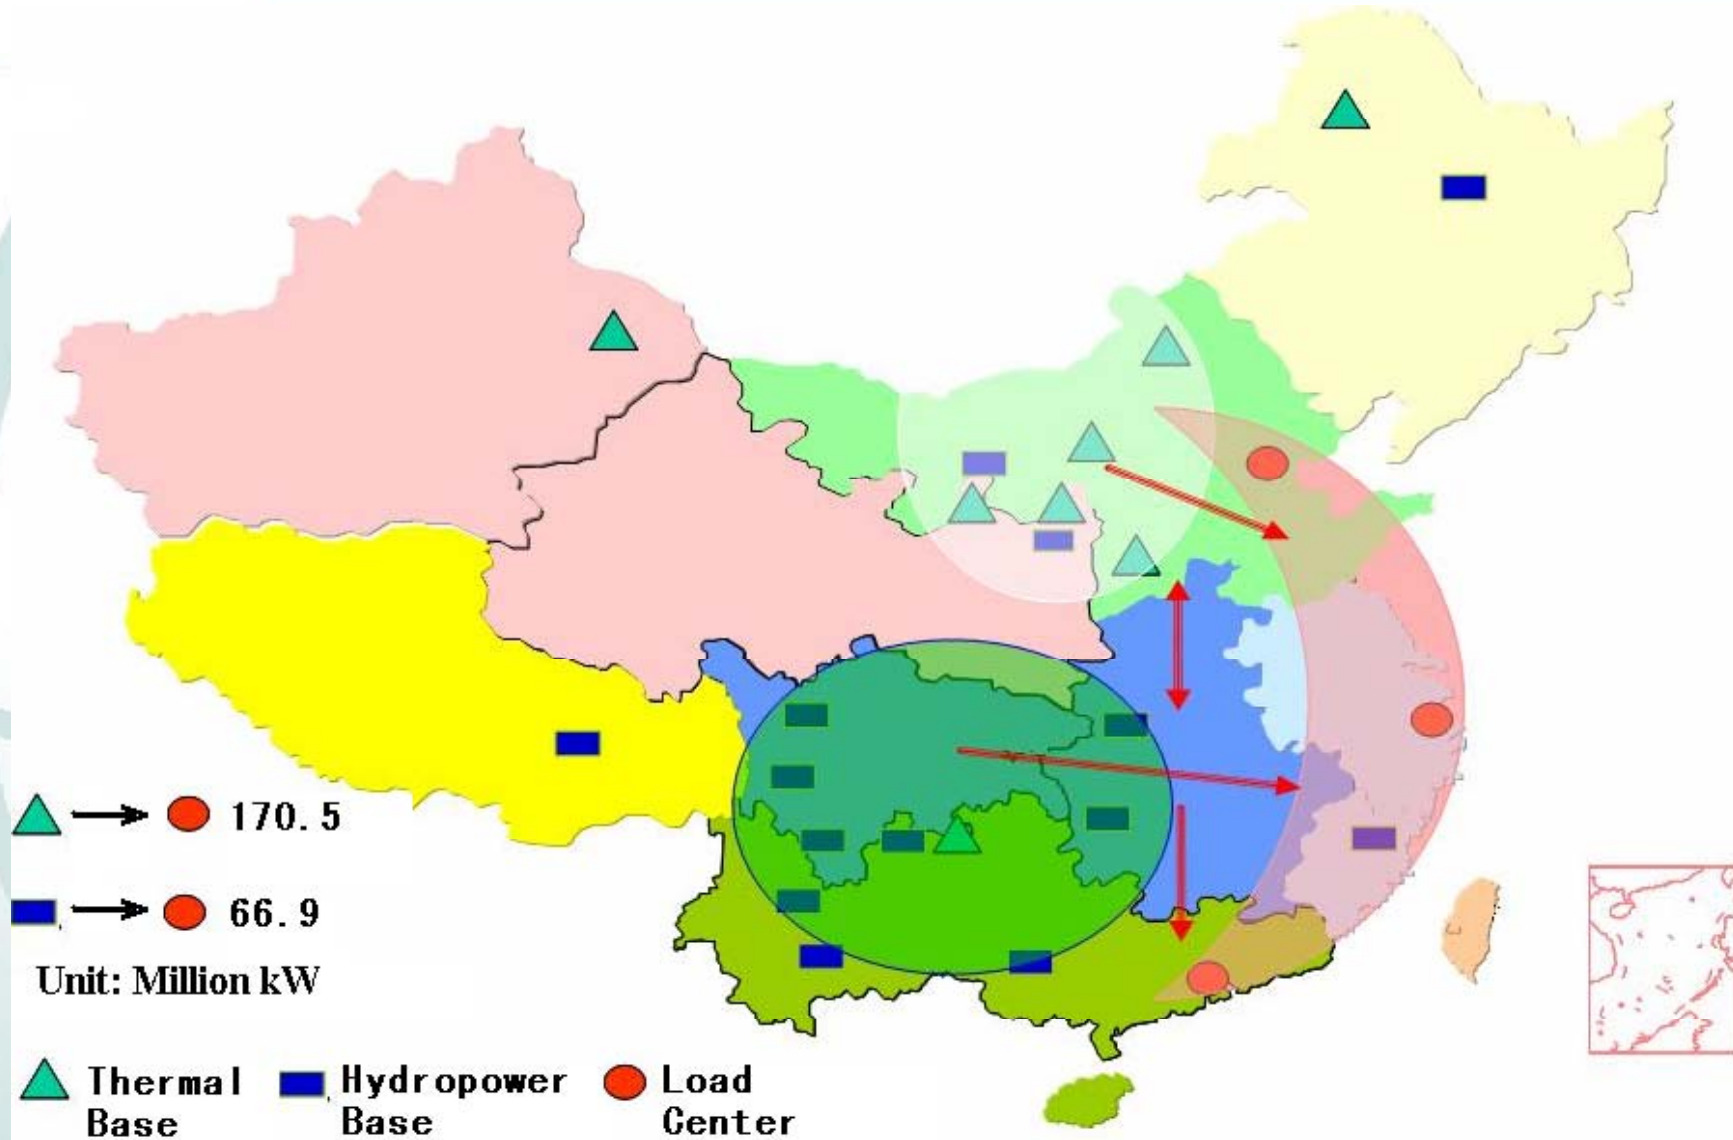 170.5
66.9
Unit: Million kW
Thermal Base
Hydropower Base
Load Center